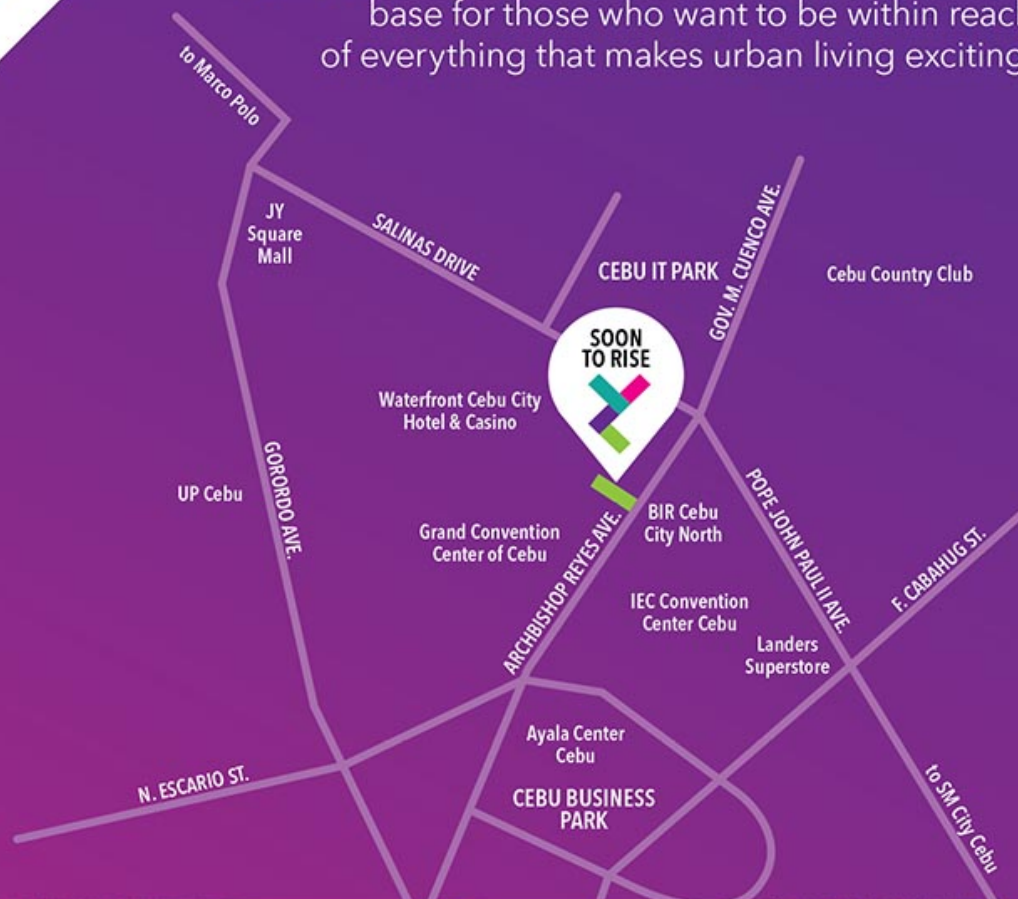 base for those who want to be within reach
of everything that makes urban living exciting
to Marco Polo
JY
Square
Mall
SALINAS DRIVE
CEBU IT PARK
GOV. M. CUENCO AVE.
Cebu Country Club
SOON
TO RISE
Waterfront Cebu City
Hotel & Casino
GORORDO AVE.
UP Cebu
Grand Convention
Center of Cebu
ARCHBISHOP REYES AVE.
BIR Cebu
City North
POPE JOHN PAUL II AVE.
F. CABAHUG ST.
IEC Convention
Center Cebu
Landers
Superstore
Ayala Center
Cebu
N. ESCARIO ST.
CEBU BUSINESS
PARK
to SM City Cebu